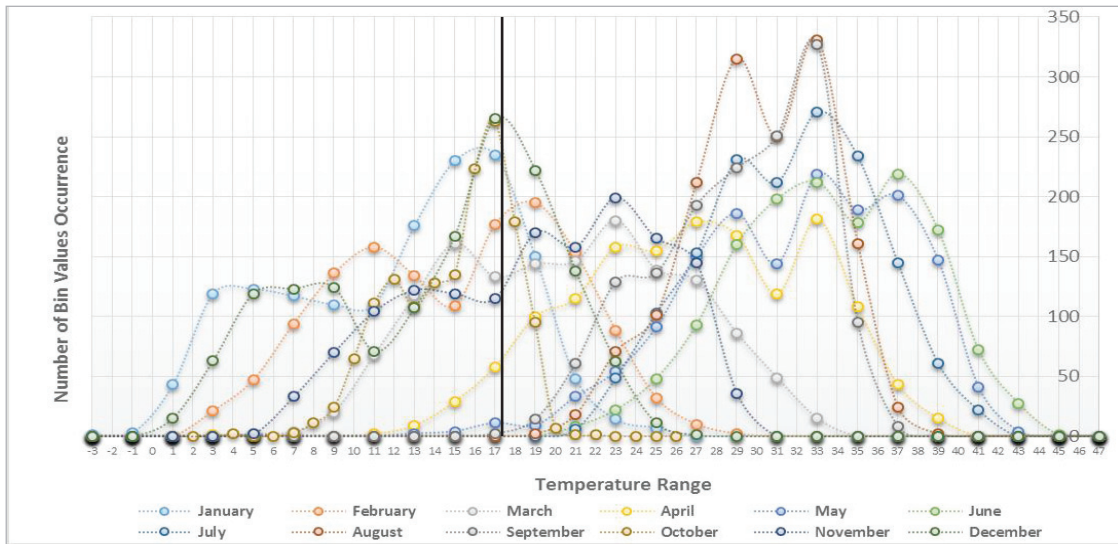 350
300
250
200
150
100
50
0
Number of Bin Values Occurrence
-3 -2 -1 0 1 2 3 4 5 6 7 8 9 10 11 12 13 14 15 16 17 18 19 20 21 22 23 24 25 26 27 28 29 30 31 32 33 34 35 36 37 38 39 40 41 42 43 44 45 46 47
Temperature Range
January February March April May June
July August September October November December